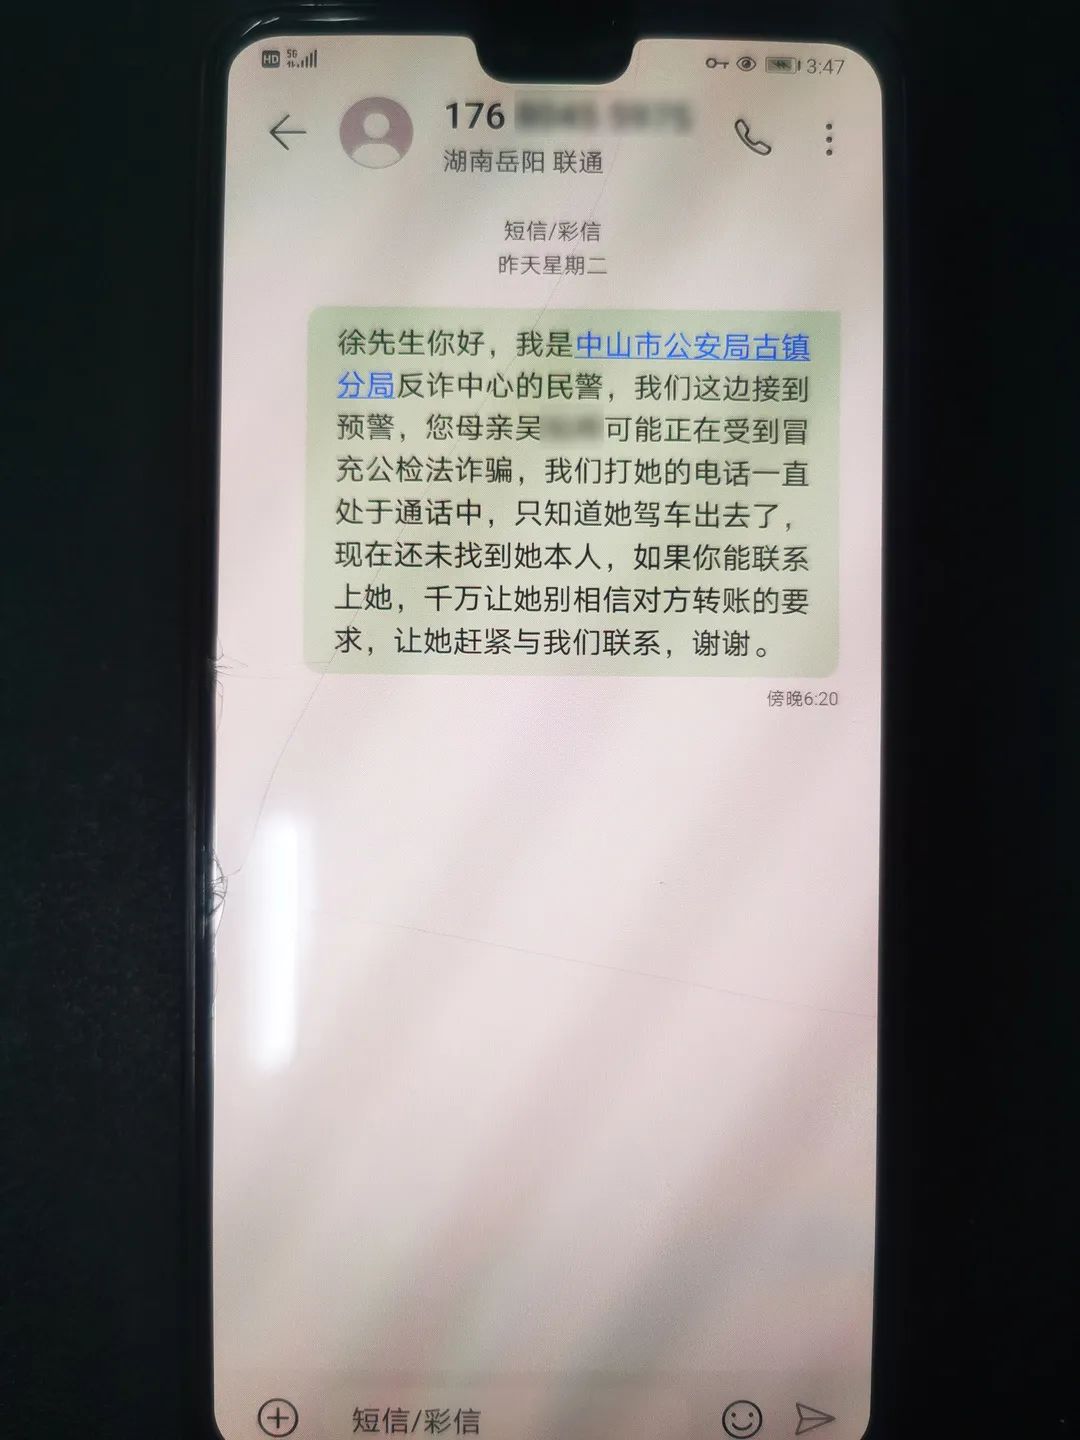 HD 5G 3:47
176
湖南岳阳 联通
短信/彩信
昨天星期二
徐先生你好，我是中山市公安局古镇
分局反诈中心的民警，我们这边接到
预警，您母亲吴 可能正在受到冒
充公检法诈骗，我们打她的电话一直
处于通话中，只知道她驾车出去了，
现在还未找到她本人，如果你能联系
上她，千万让她别相信对方转账的要
求，让她赶紧与我们联系，谢谢。
傍晚6:20
短信/彩信